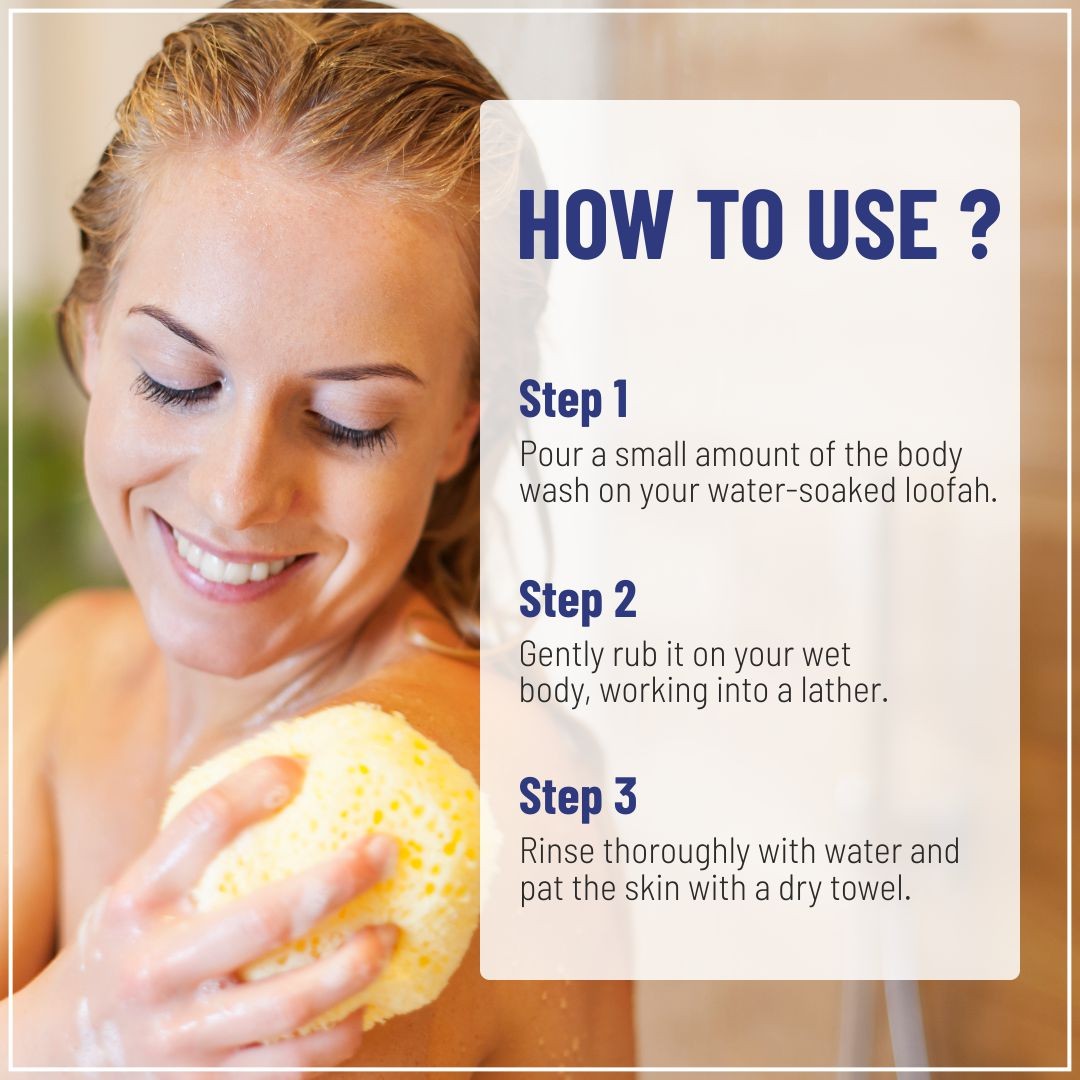 HOW TO USE ?
Step 1
Pour a small amount of the body
wash on your water-soaked loofah.
Step 2
Gently rub it on your wet
body, working into a lather.
Step 3
Rinse thoroughly with water and
pat the skin with a dry towel.